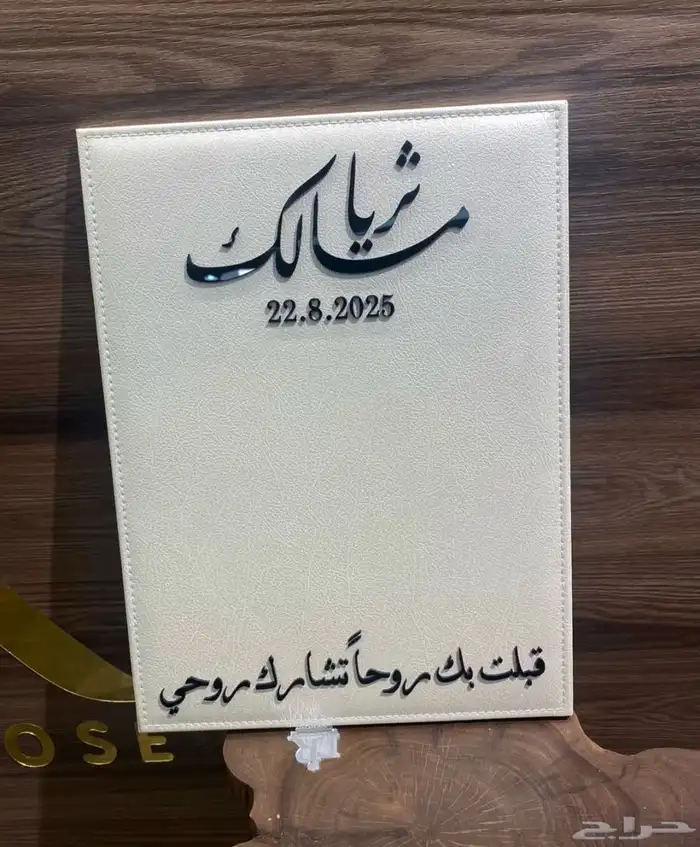 ثريا
مالك
22.8.2025
قبلت بك روحاً تشارك روحي
OSE
حراج